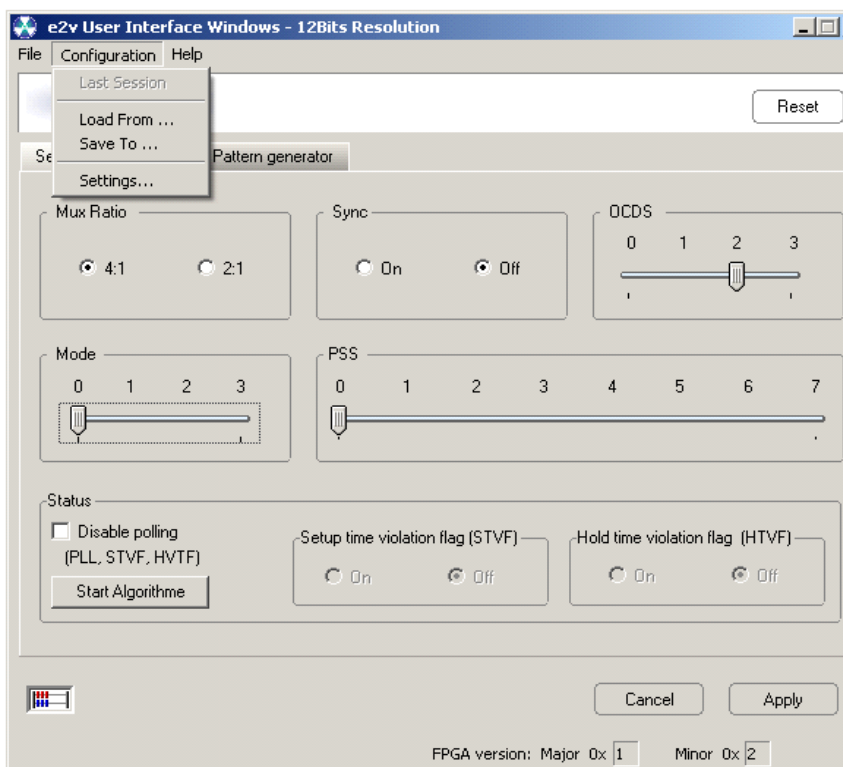 e2v User Interface Windows - 12Bits Resolution
File Configuration Help
Last Session
Load From ...
Save To ...
Settings...
Reset
Se
Pattern generator
Mux Ratio
4:1 2:1
Sync
On Off
OCDS
0 1 2 3
Mode
0 1 2 3
PSS
0 1 2 3 4 5 6 7
Status
Disable polling
(PLL, STVF, HVTF)
Start Algorithme
Setup time violation flag (STVF)
On Off
Hold time violation flag (HTVF)
On Off
Cancel Apply
FPGA version: Major 0x 1 Minor 0x 2